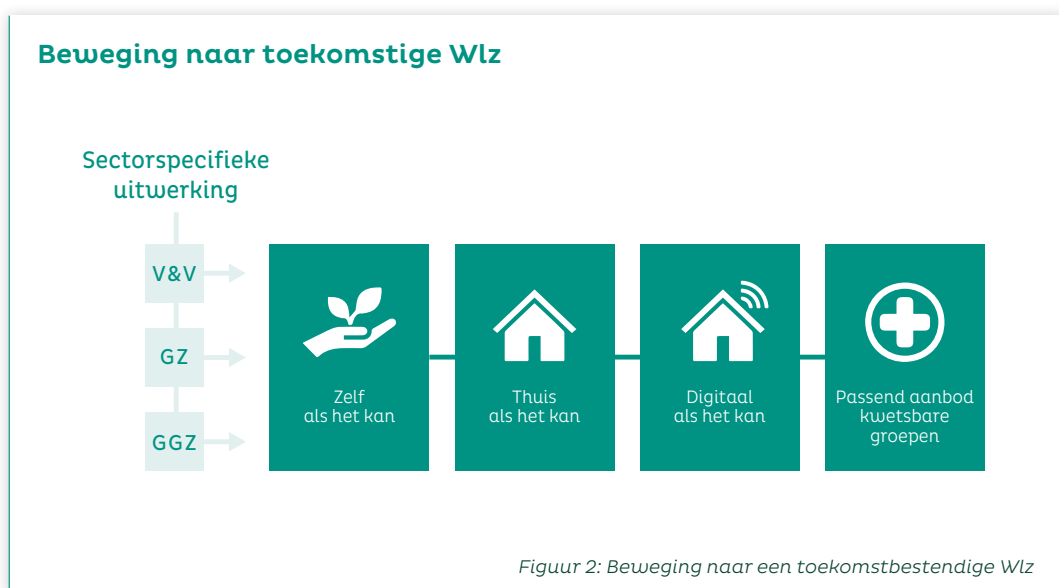 Beweging naar toekomstige Wlz
Sectorspecifieke
uitwerking
V&V
GZ
GGZ
Zelf
als het kan
Thuis
als het kan
Digitaal
als het kan
Passend aanbod
kwetsbare
groepen
Figuur 2: Beweging naar een toekomstbestendige Wlz